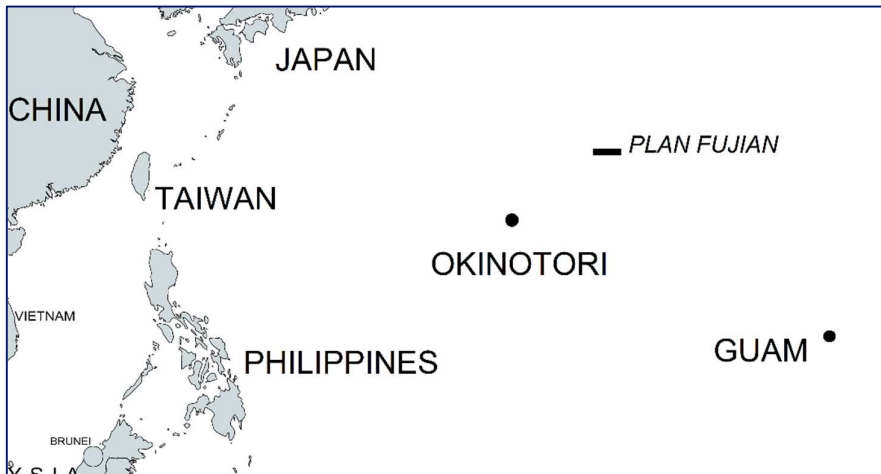 JAPAN
CHINA
PLAN FUJIAN
TAIWAN
OKINOTORI
VIETNAM
GUAM
PHILIPPINES
BRUNEI
Y S I A